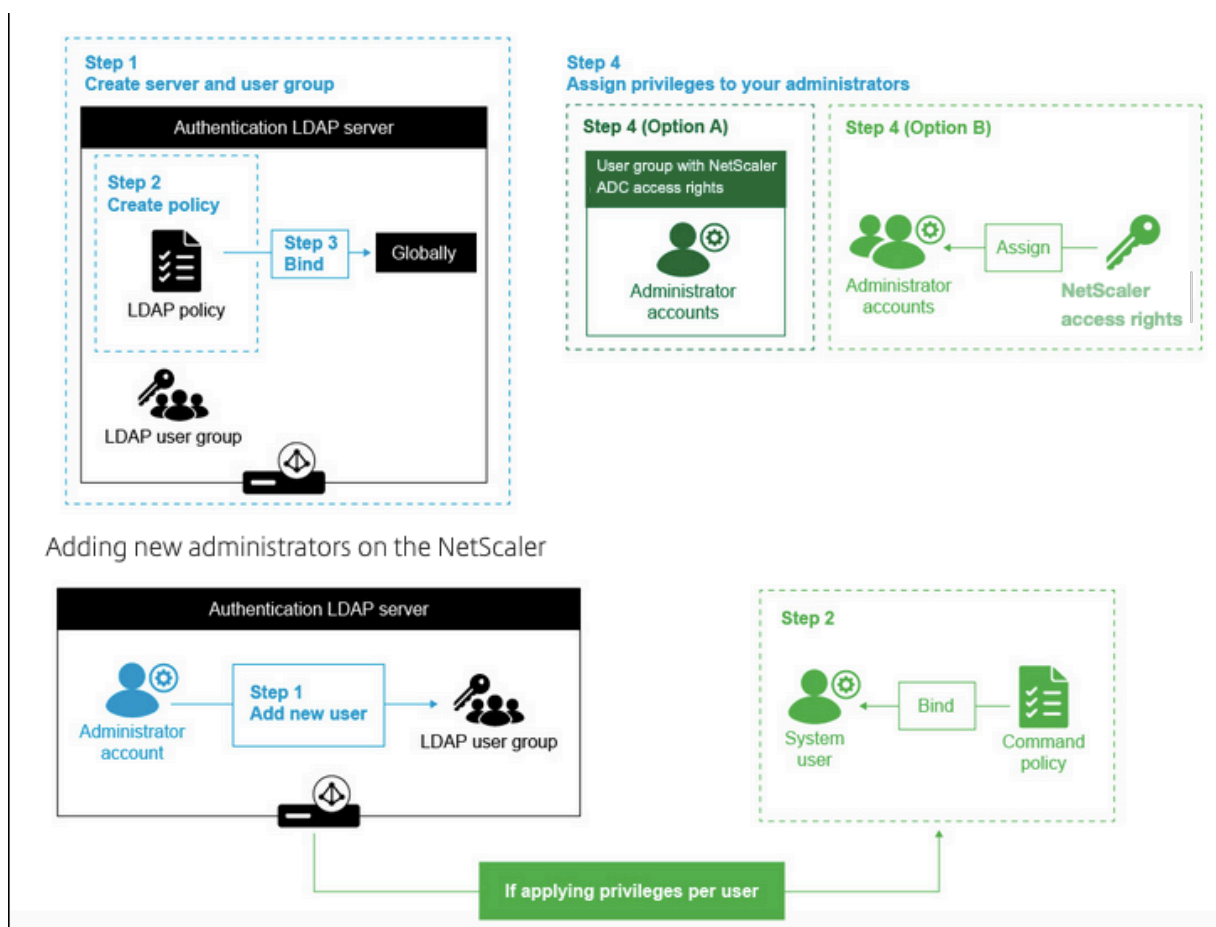 Step 1
Create server and user group
Authentication LDAP server
Step 2
Create policy
LDAP policy
Step 3
Bind
Globally
LDAP user group
Step 4
Assign privileges to your administrators
Step 4 (Option A)
User group with NetScaler
ADC access rights
Administrator
accounts
Step 4 (Option B)
Administrator
accounts
Assign
NetScaler
access rights
Adding new administrators on the NetScaler
Authentication LDAP server
Administrator
account
Step 1
Add new user
LDAP user group
Step 2
System
user
Bind
Command
policy
If applying privileges per user